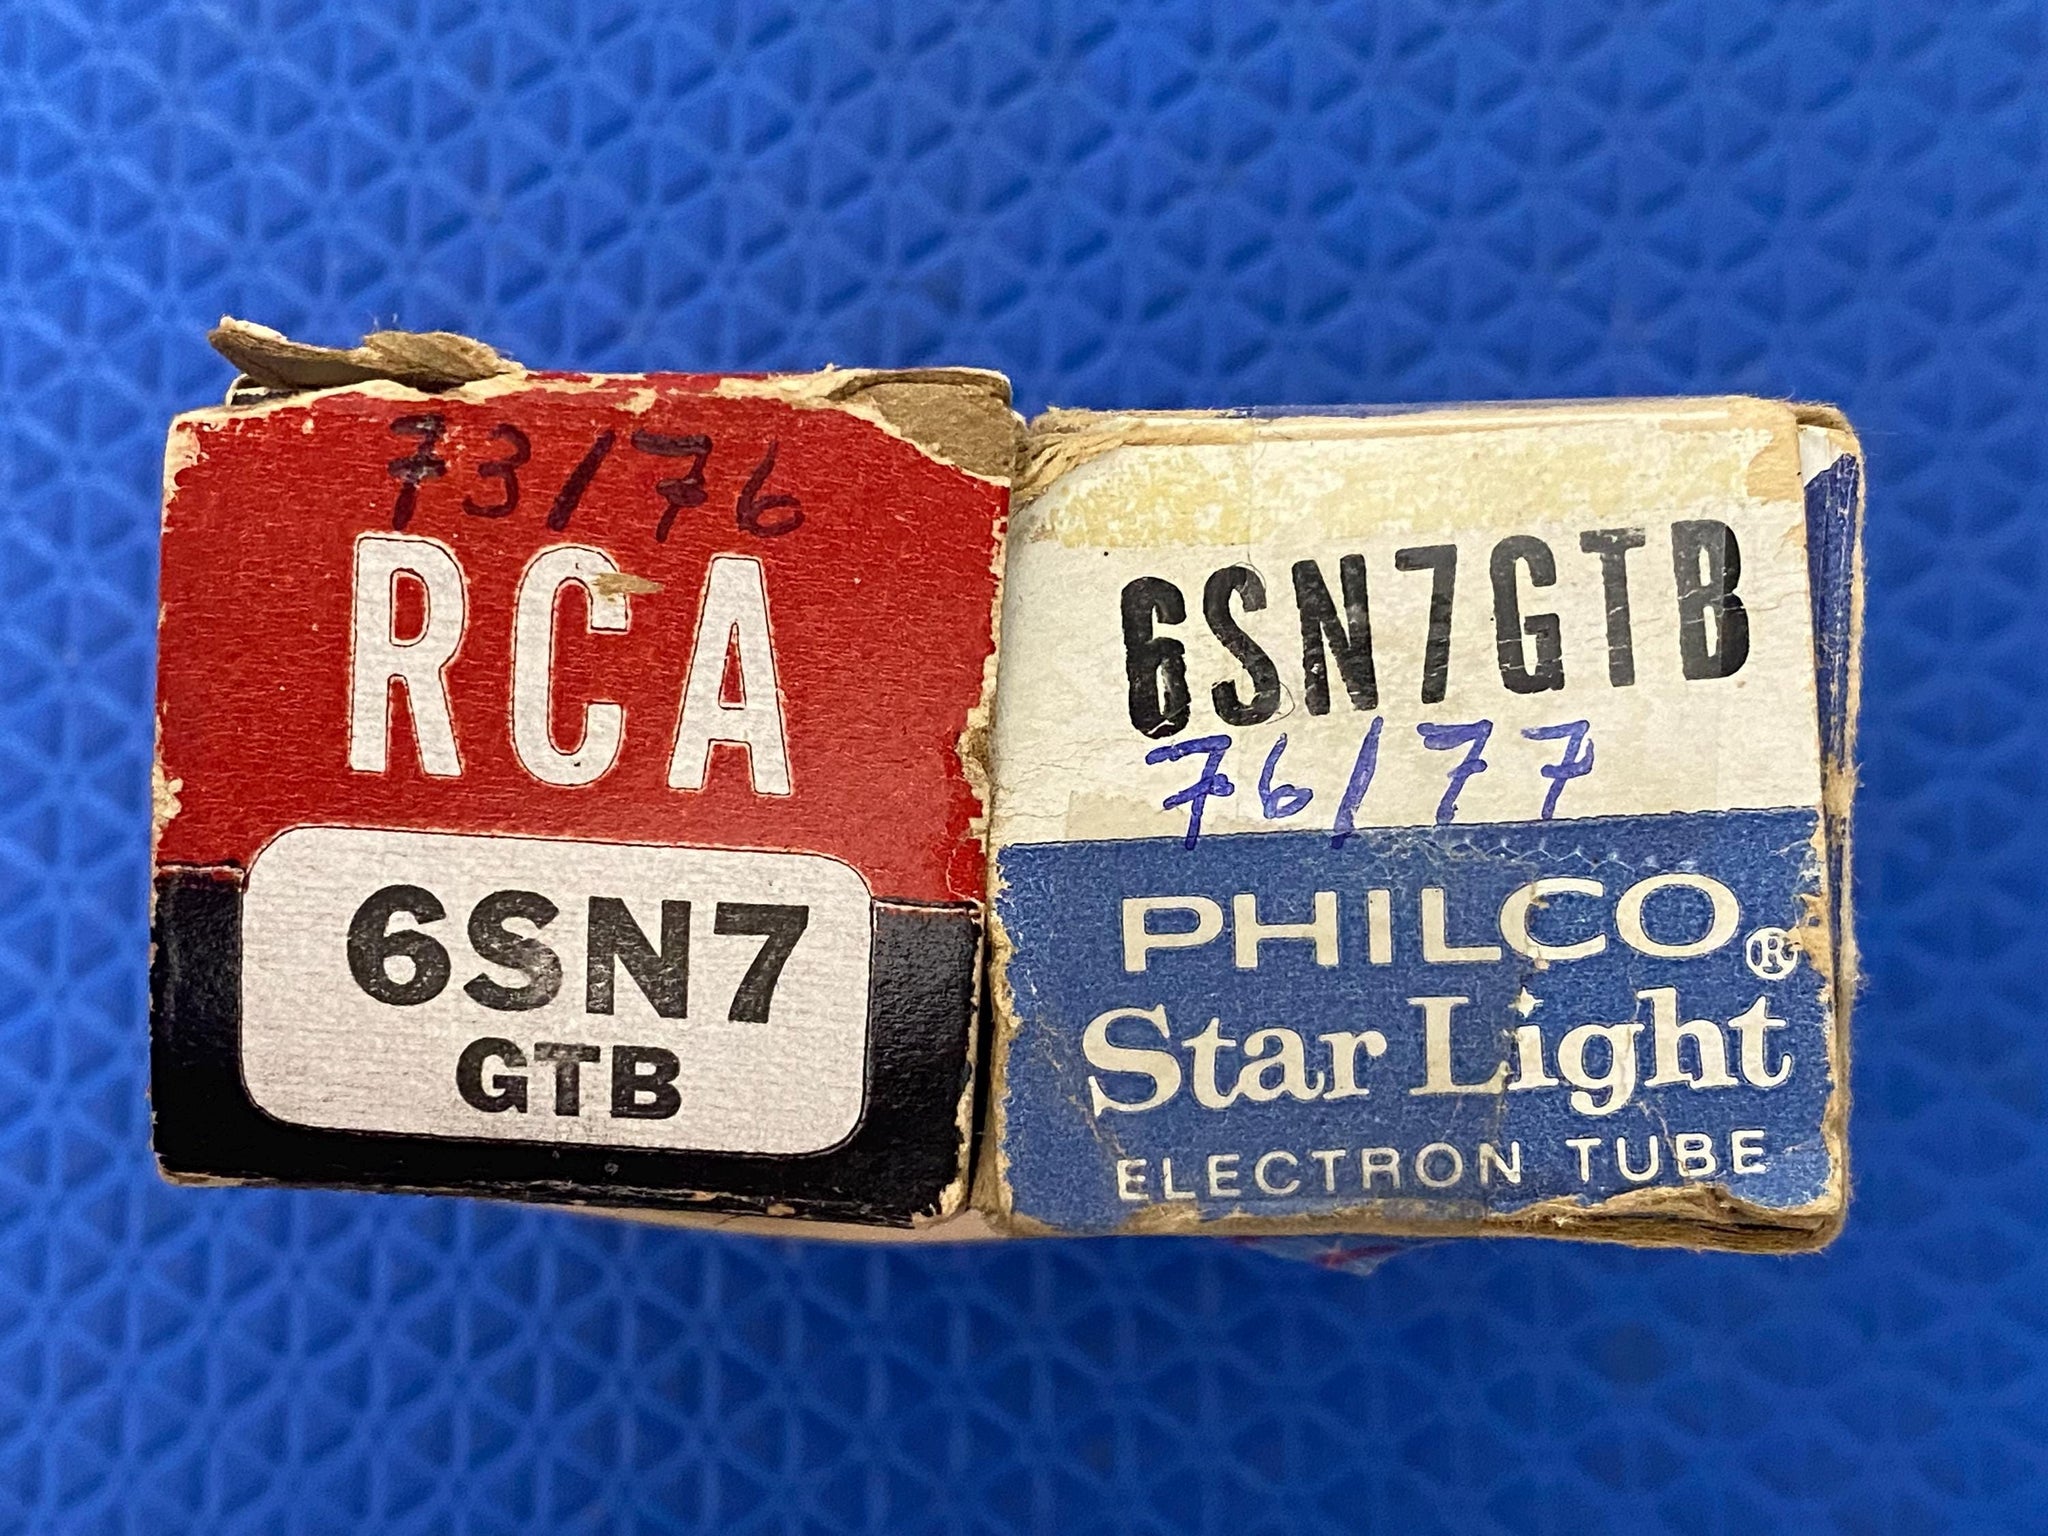 73/76
RCA
6SN7
GTB
6SN7GTB
76/77
PHILCO®
Star Light
ELECTRON TUBE